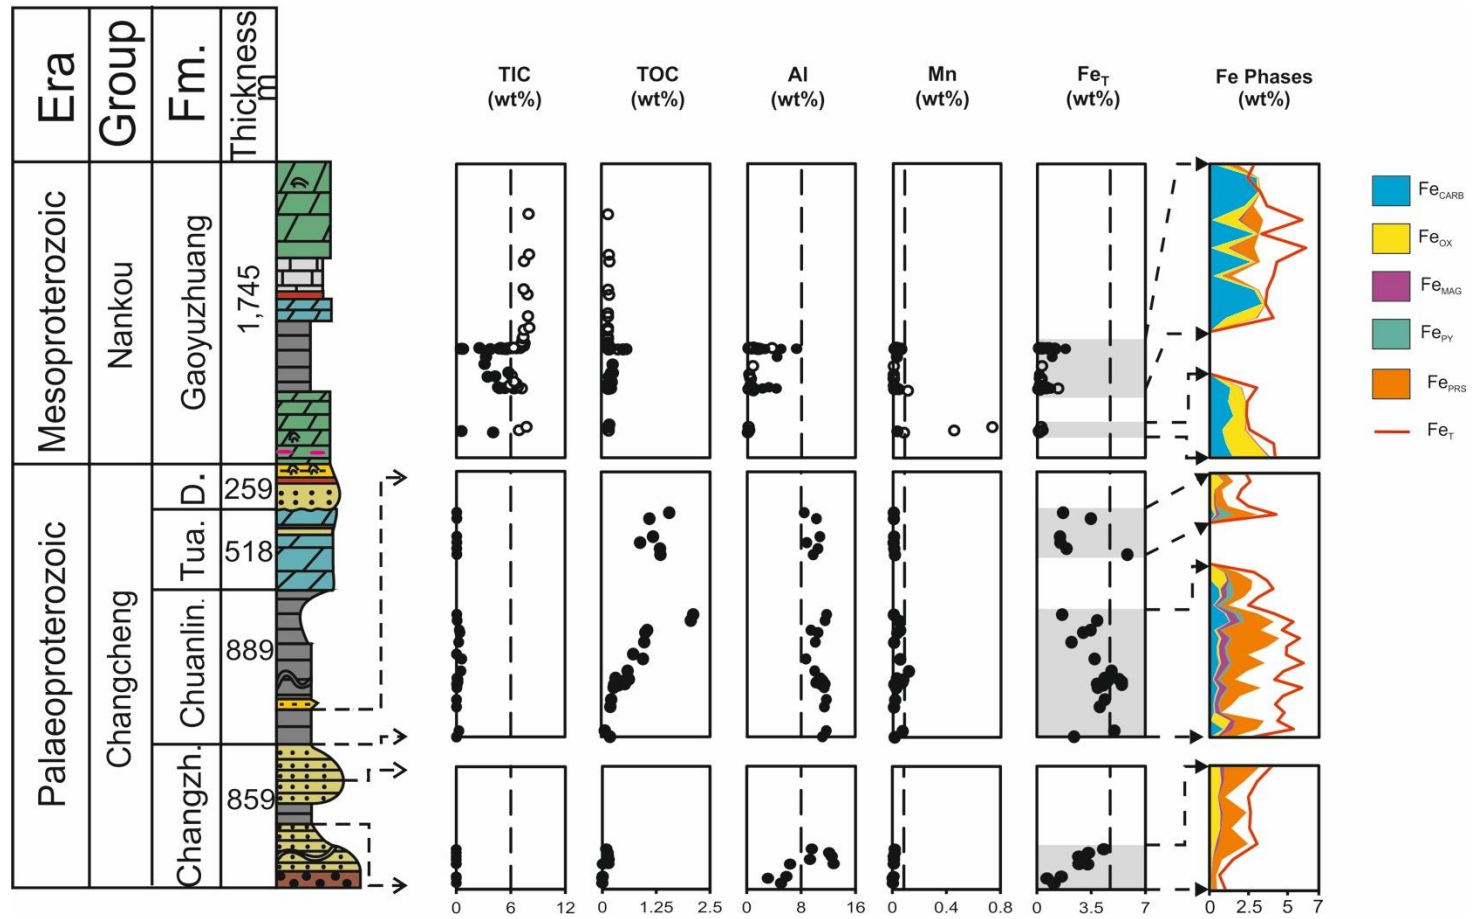 Era
Group
Fm.
Thickness
m
TIC
(wt%)
TOC
(wt%)
Al
(wt%)
Mn
(wt%)
FeT
(wt%)
Fe Phases
(wt%)
Mesoproterozoic
Nankou
Gaoyuzhuang
1,745
Palaeoproterozoic
Changcheng
D.
259
Tua.
518
Chuanlin.
889
Changzh.
859
FeCARB
FeOX
FeMAG
FePY
FePRS
FeT
0 6 12
0 1.25 2.5
0 8 16
0 0.4 0.8
0 3.5 7
0 2.5 3.5 7